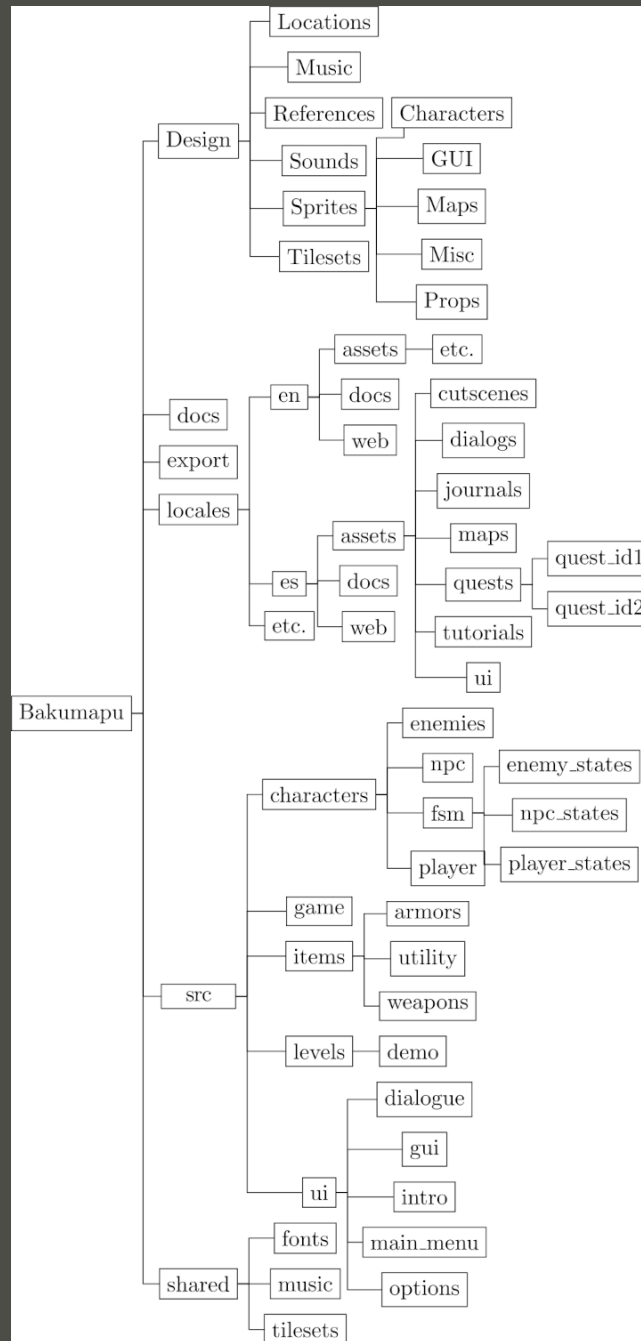 Bakumapu
Design
Locations
Music
References
Sounds
Sprites
Characters
GUI
Maps
Misc
Props
Tilesets
docs
export
locales
en
assets
etc.
docs
web
es
assets
cutscenes
dialogs
journals
maps
quests
quest_id1
quest_id2
tutorials
ui
docs
web
etc.
src
characters
enemies
npc
fsm
enemy_states
npc_states
player_states
player
game
items
armors
utility
weapons
levels
demo
ui
dialogue
gui
intro
main_menu
options
shared
fonts
music
tilesets